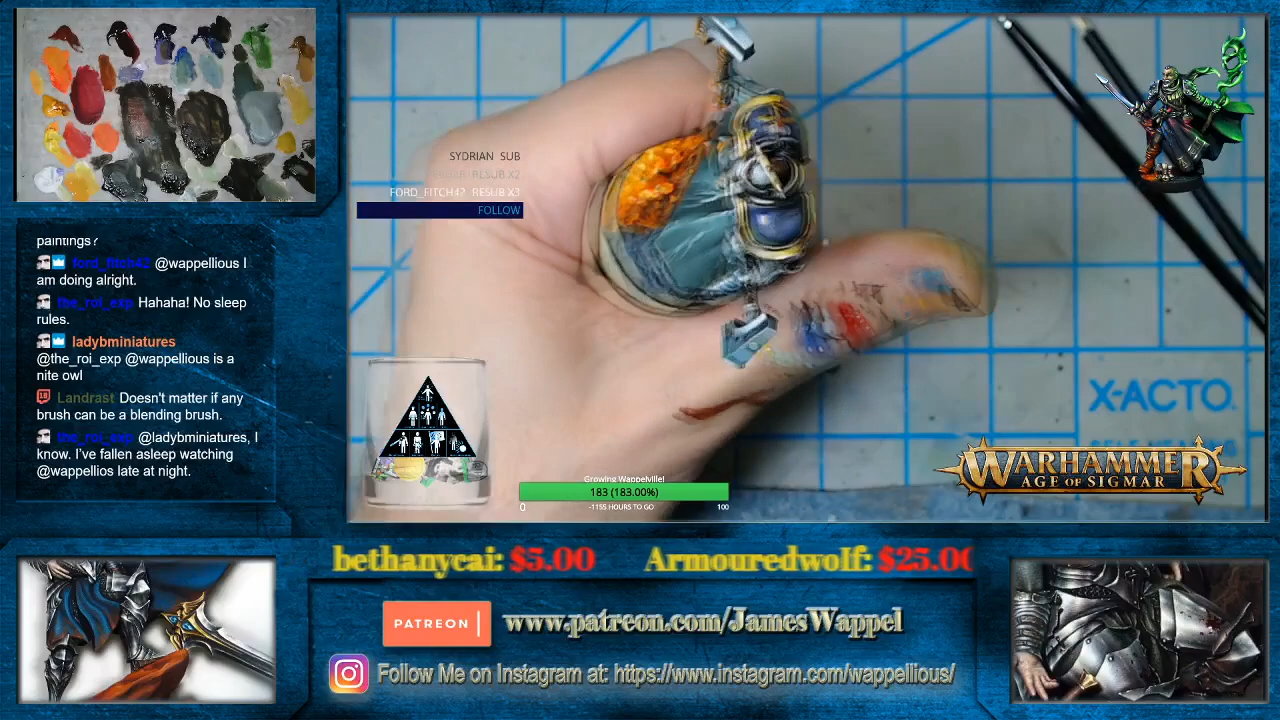 SYDRIAN SUB
RESUB X2
FORD_FITCH42 RESUB X3
FOLLOW
paintings?
ford_fitch42 @wappellious I
am doing alright.
the_roi_exp Hahaha! No sleep
rules.
ladybminiatures
@the_roi_exp @wappellious is a
nite owl
Landrast Doesn't matter if any
brush can be a blending brush.
the_roi_exp @ladybminiatures, I
know. I've fallen asleep watching
@wappellios late at night.
X-ACTO
SELF HEALING
WARHAMMER
AGE OF SIGMAR
Growing Wappelville!
183 (183.00%)
0
-1155 HOURS TO GO
100
bethanycai: $5.00 Armouredwolf: $25.00
PATREON
www.patreon.com/JamesWappel
Follow Me on Instagram at: https://www.instagram.com/wappellious/